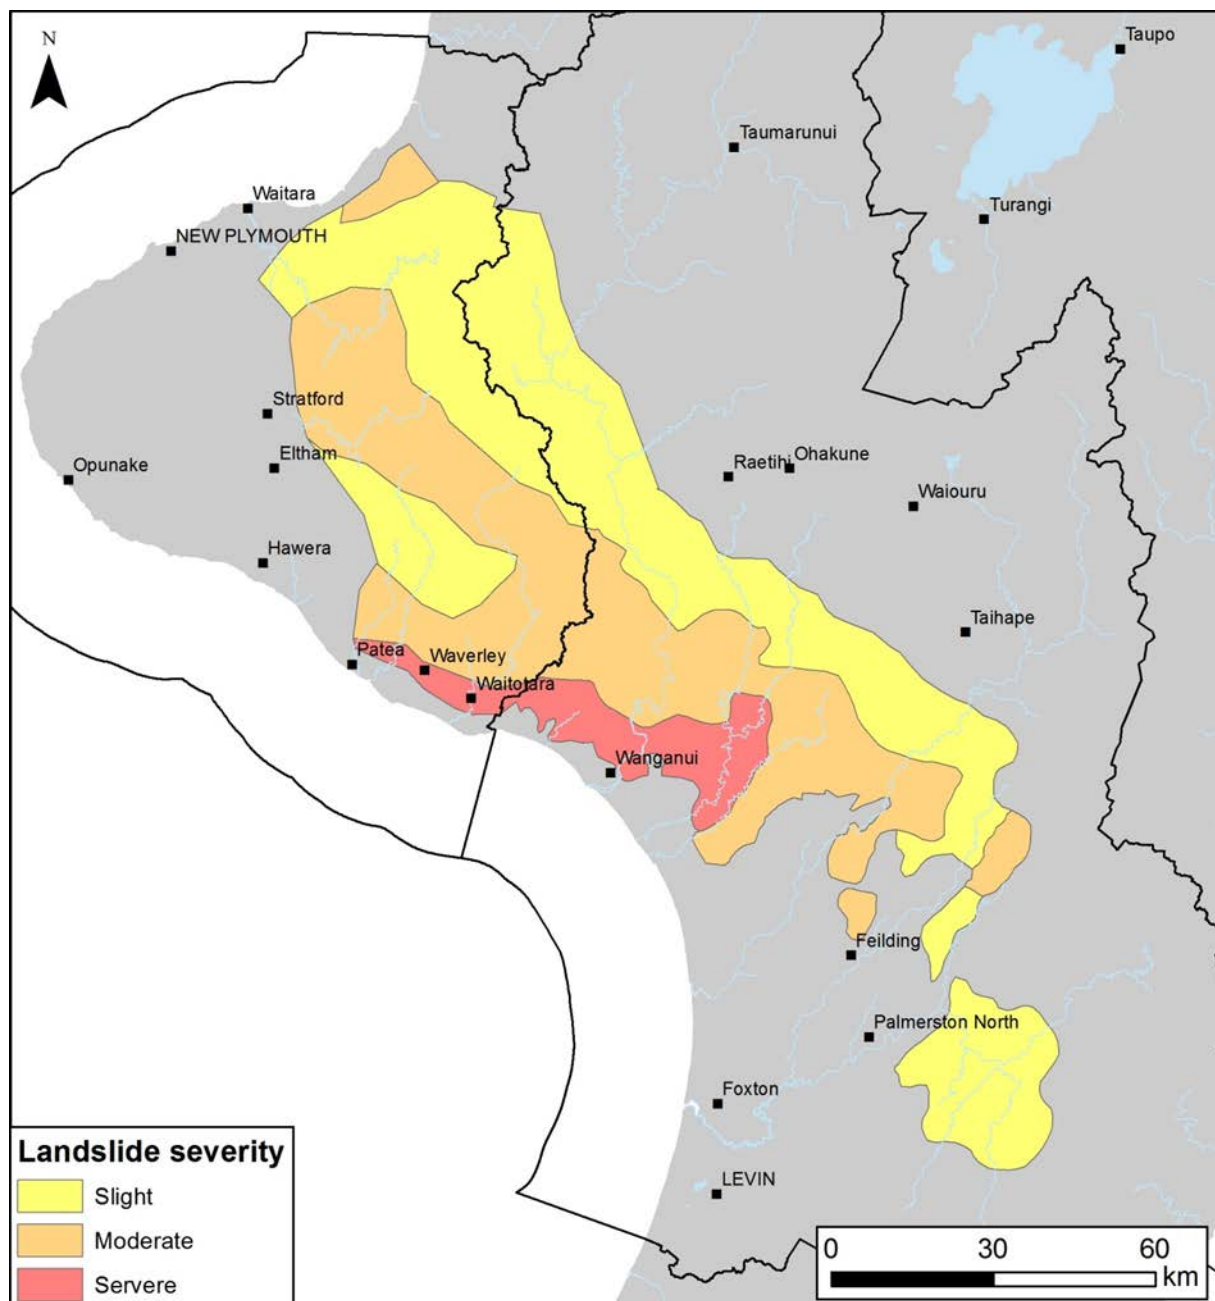 N
Taupo
Taumarunui
Waitara
Turangi
NEW PLYMOUTH
Stratford
Opunake
Eltham
Raetihi
Ohakune
Waiouru
Hawera
Taihape
Patea
Waverley
Waitotara
Wanganui
Feilding
Palmerston North
Foxton
LEVIN
Landslide severity
Slight
Moderate
Servere
0 30 60
km